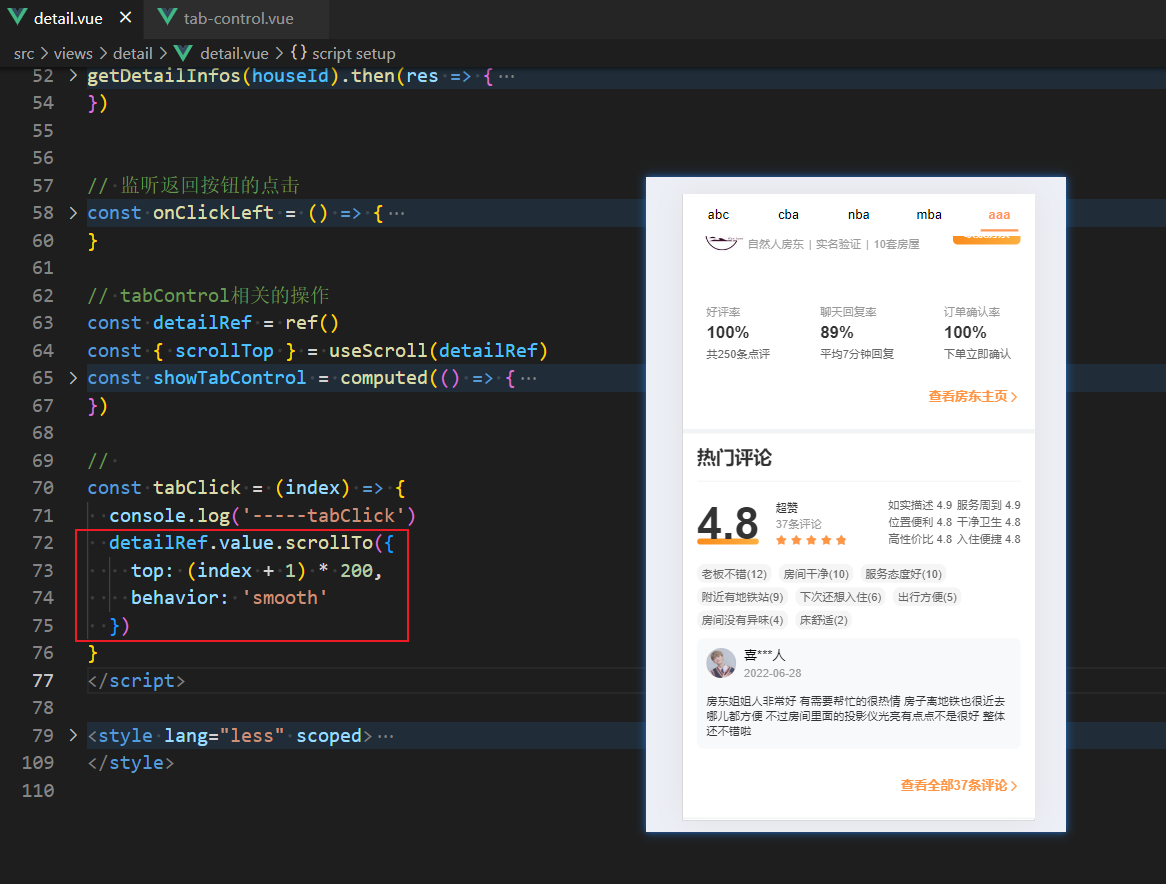 detail.vue
tab-control.vue
src > views > detail > detail.vue > {} script setup
52 getDetailInfos(houseId).then(res => { ···
54 })
55
56
57 // 监听返回按钮的点击
58 const onClickLeft = () => { ···
60 }
61
62 // tabControl相关的操作
63 const detailRef = ref()
64 const { scrollTop } = useScroll(detailRef)
65 const showTabControl = computed(() => { ···
67 })
68
69 //
70 const tabClick = (index) => {
71 console.log('-----tabClick')
72 detailRef.value.scrollTo({
73 top: (index + 1) * 200,
74 behavior: 'smooth'
75 })
76 }
77 </script>
78
79 <style lang="less" scoped> ···
109 </style>
110
abc cba nba mba aaa
自然人房东 | 实名验证 | 10套房屋
好评率 聊天回复率 订单确认率
100% 89% 100%
共250条点评 平均7分钟回复 下单立即确认
查看房东主页 >
热门评论
4.8
超赞
37条评论
如实描述 4.9 服务周到 4.9
位置便利 4.8 干净卫生 4.8
高性价比 4.8 入住便捷 4.8
老板不错(12) 房间干净(10) 服务态度好(10)
附近有地铁站(9) 下次还想入住(6) 出行方便(5)
房间没有异味(4) 床舒适(2)
喜***人
2022-06-28
房东姐姐人非常好 有需要帮忙的很热情 房子离地铁也很近去
哪儿都方便 不过房间里面的投影仪光亮有点点不是很好 整体
还不错啦
查看全部37条评论 >